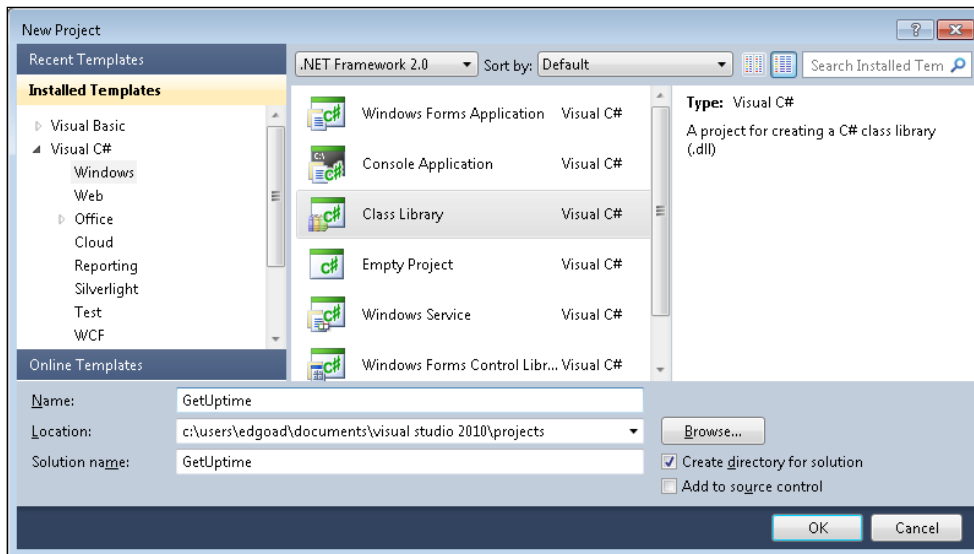 New Project
Recent Templates
Installed Templates
Visual Basic
Visual C#
Windows
Web
Office
Cloud
Reporting
Silverlight
Test
WCF
Online Templates
.NET Framework 2.0
Sort by: Default
Search Installed Tem
Windows Forms Application Visual C#
Console Application Visual C#
Class Library Visual C#
Empty Project Visual C#
Windows Service Visual C#
Windows Forms Control Libr... Visual C#
Type: Visual C#
A project for creating a C# class library
(.dll)
Name: GetUptime
Location: c:\users\edgoad\documents\visual studio 2010\projects
Browse...
Solution name: GetUptime
Create directory for solution
Add to source control
OK Cancel